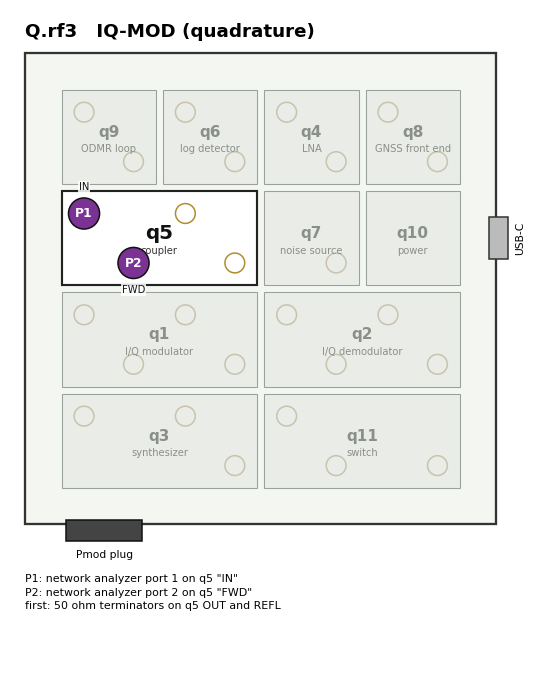 Q.rf3 IQ-MOD (quadrature)
q9
ODMR loop
q6
log detector
q4
LNA
q8
GNSS front end
IN
P1
q5
coupler
P2
FWD
q7
noise source
q10
power
USB-C
q1
I/Q modulator
q2
I/Q demodulator
q3
synthesizer
q11
switch
Pmod plug
P1: network analyzer port 1 on q5 "IN"
P2: network analyzer port 2 on q5 "FWD"
first: 50 ohm terminators on q5 OUT and REFL